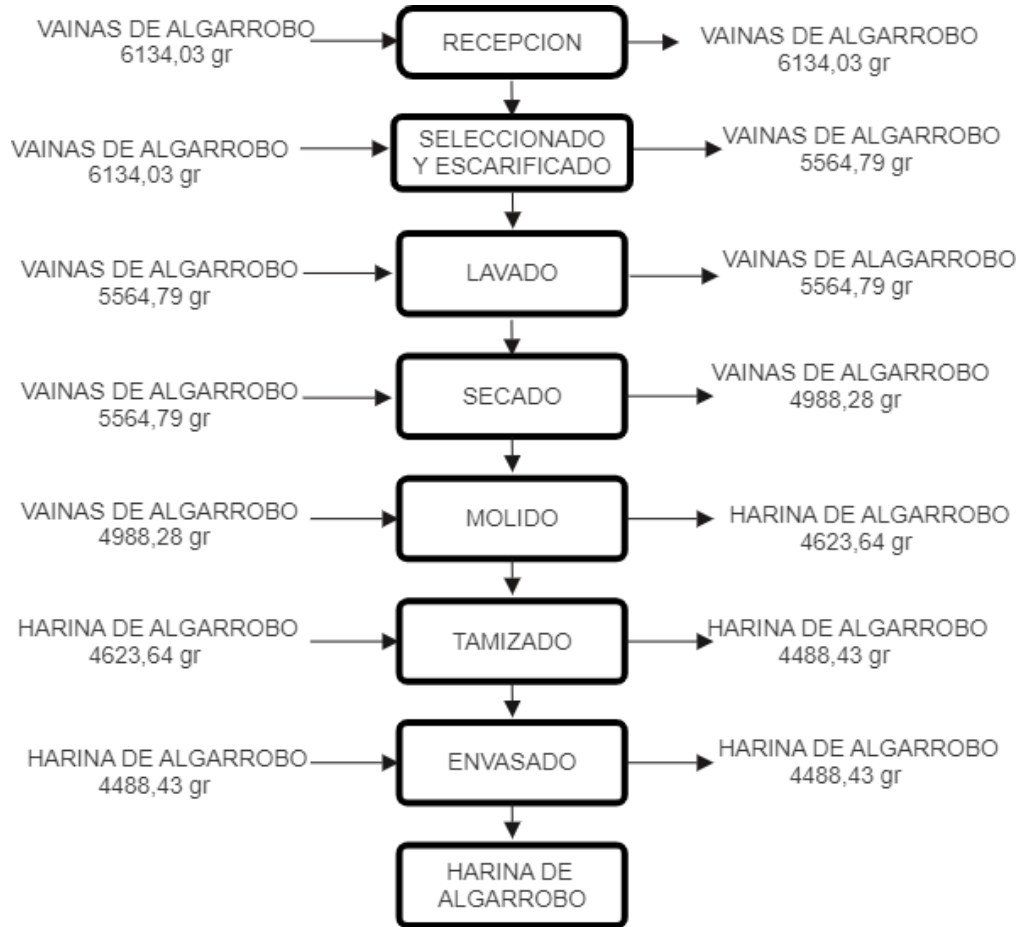 VAINAS DE ALGARROBO
6134,03 gr
RECEPCION
VAINAS DE ALGARROBO
6134,03 gr
VAINAS DE ALGARROBO
6134,03 gr
SELECCIONADO
Y ESCARIFICADO
VAINAS DE ALGARROBO
5564,79 gr
VAINAS DE ALGARROBO
5564,79 gr
LAVADO
VAINAS DE ALAGARROBO
5564,79 gr
VAINAS DE ALGARROBO
5564,79 gr
SECADO
VAINAS DE ALGARROBO
4988,28 gr
VAINAS DE ALGARROBO
4988,28 gr
MOLIDO
HARINA DE ALGARROBO
4623,64 gr
HARINA DE ALGARROBO
4623,64 gr
TAMIZADO
HARINA DE ALGARROBO
4488,43 gr
HARINA DE ALGARROBO
4488,43 gr
ENVASADO
HARINA DE ALGARROBO
4488,43 gr
HARINA DE
ALGARROBO